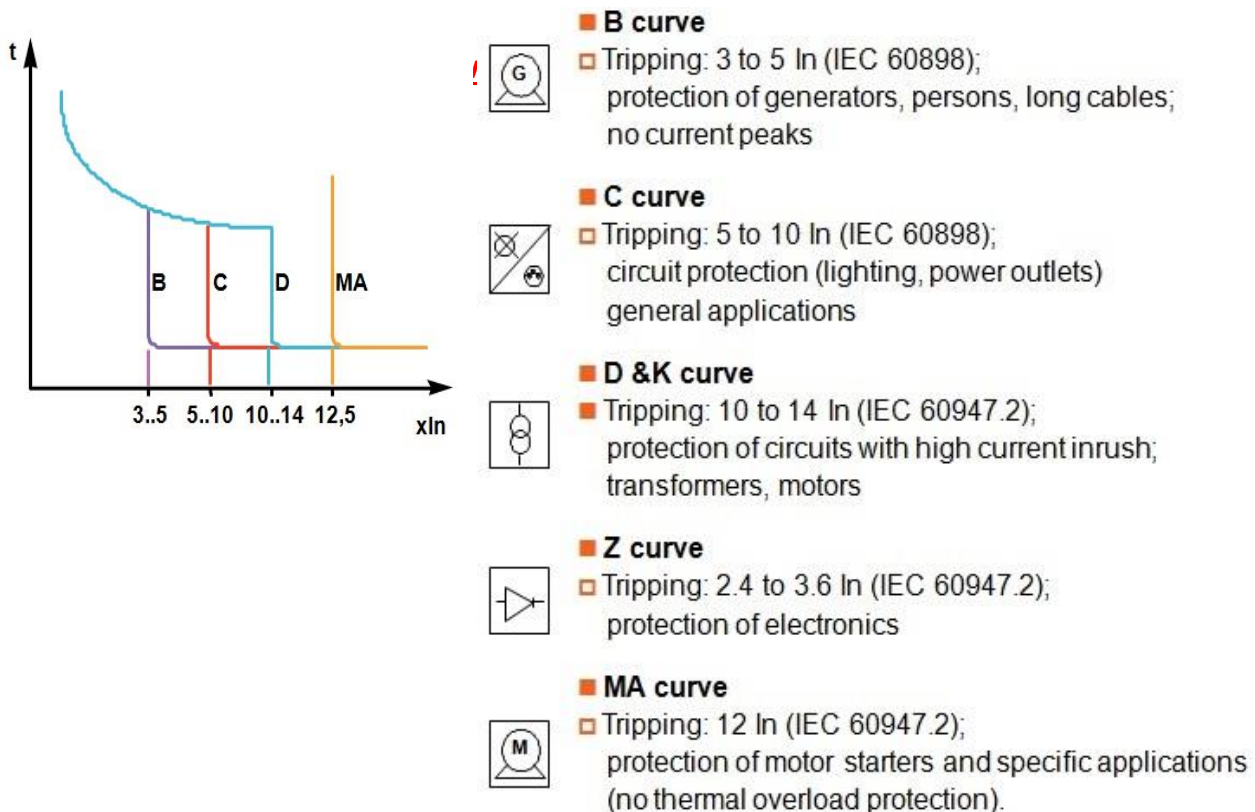 t
B
C
D
MA
3..5
5..10
10..14
12,5
xIn
B curve
G
Tripping: 3 to 5 In (IEC 60898);
protection of generators, persons, long cables;
no current peaks
C curve
Tripping: 5 to 10 In (IEC 60898);
circuit protection (lighting, power outlets)
general applications
D &K curve
Tripping: 10 to 14 In (IEC 60947.2);
protection of circuits with high current inrush;
transformers, motors
Z curve
Tripping: 2.4 to 3.6 In (IEC 60947.2);
protection of electronics
MA curve
M
Tripping: 12 In (IEC 60947.2);
protection of motor starters and specific applications
(no thermal overload protection).